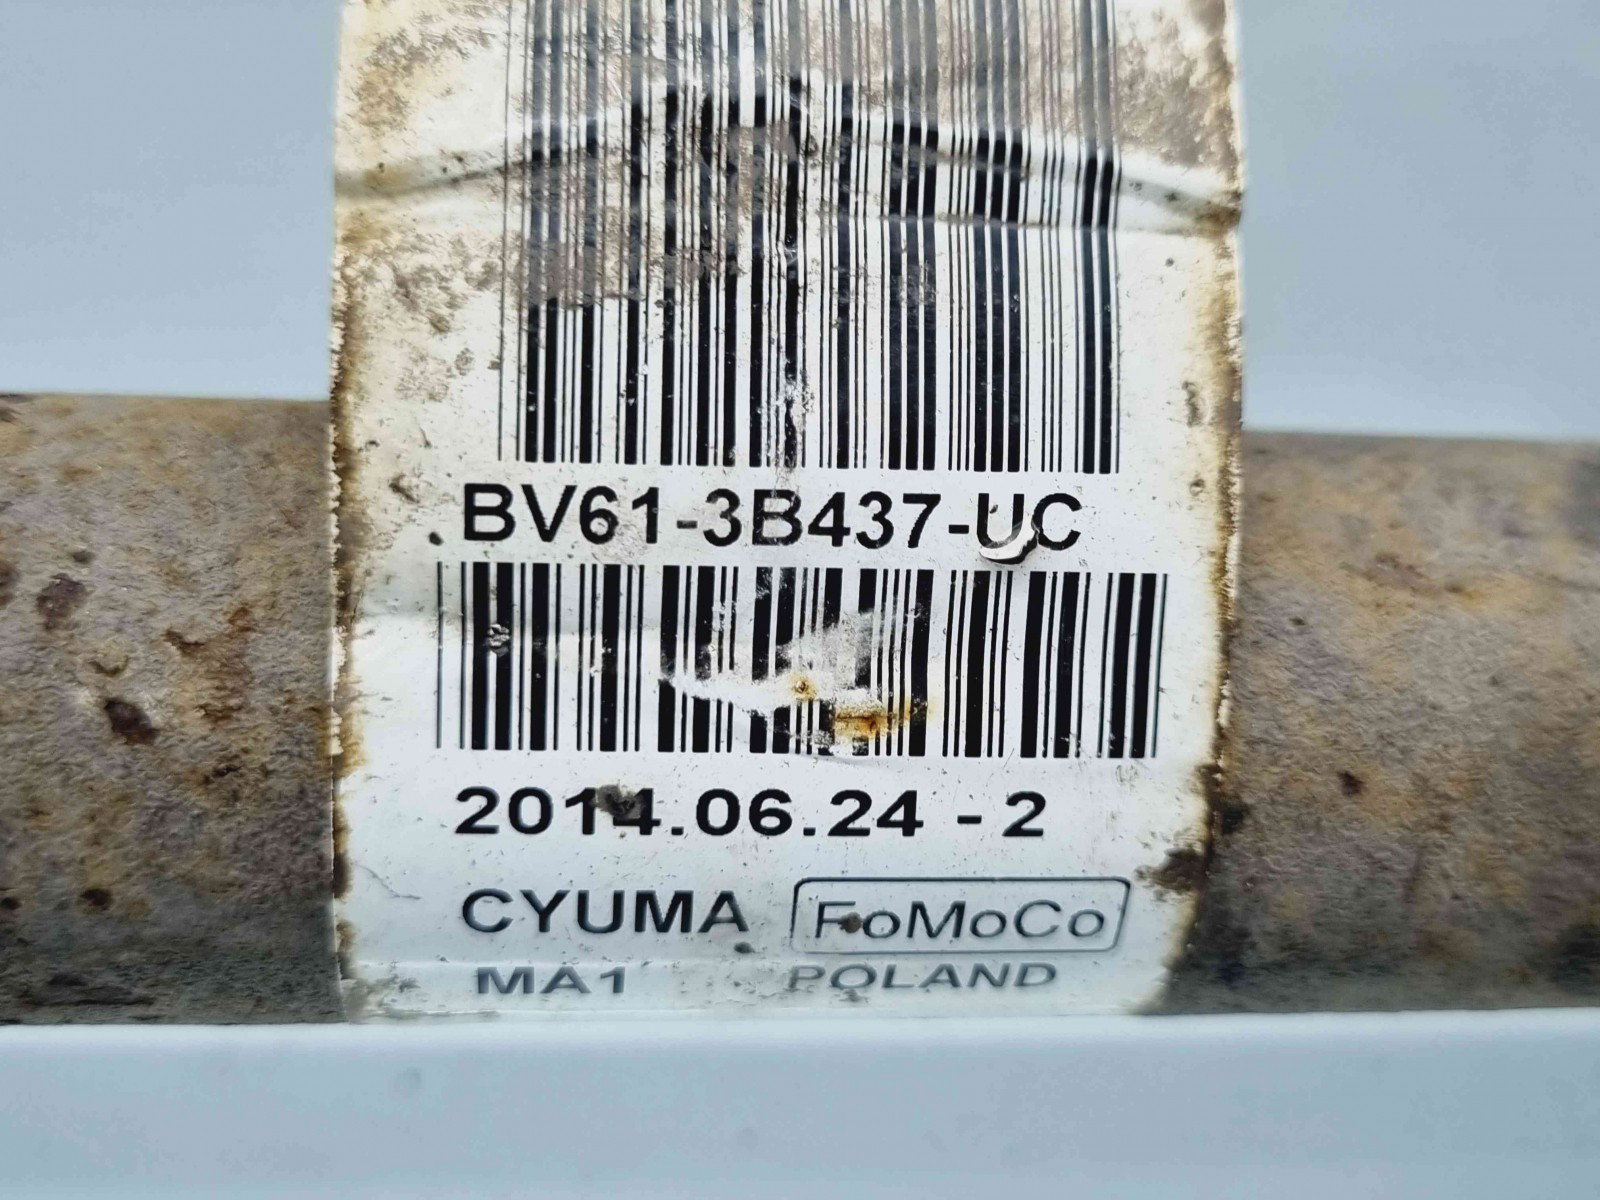 BV61-3B437-UC
2014.06.24 - 2
CYUMA FoMoCo
MA1 POLAND